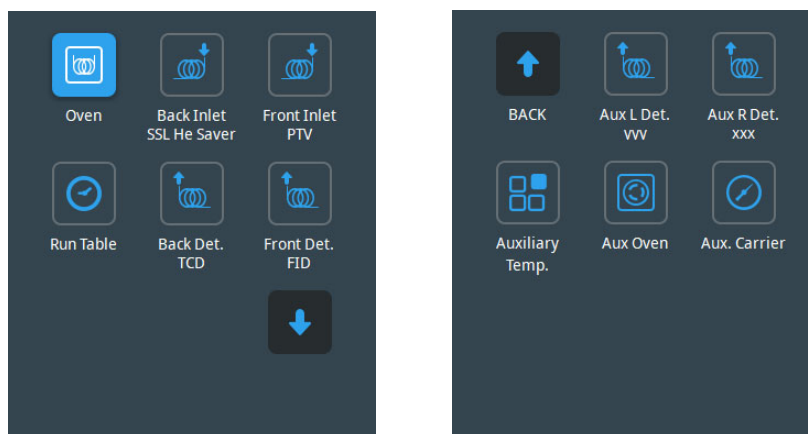 Oven
Back Inlet
SSL He Saver
Front Inlet
PTV
Run Table
Back Det.
TCD
Front Det.
FID
BACK
Aux L Det.
VVV
Aux R Det.
xxx
Auxiliary
Temp.
Aux Oven
Aux. Carrier